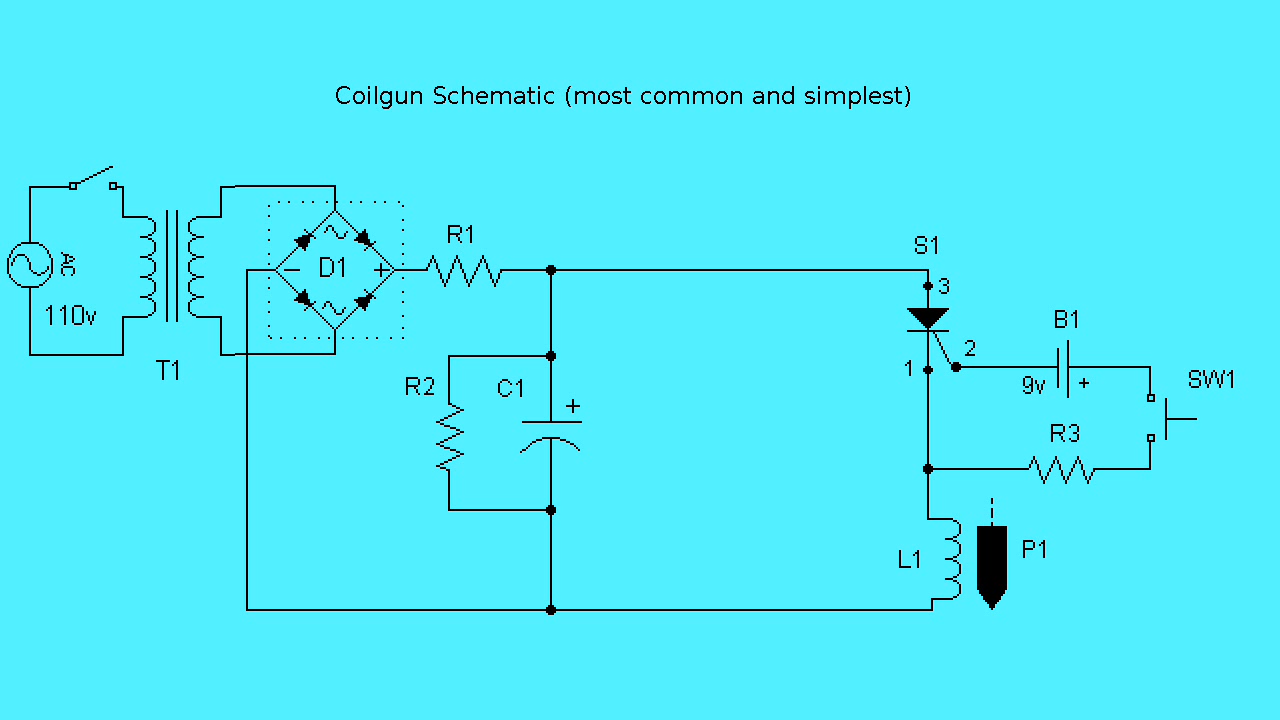 Coilgun Schematic (most common and simplest)
AC
110v
T1
D1
R1
R2
C1
+
S1
3
2
1
B1
9v
+
SW1
R3
L1
P1